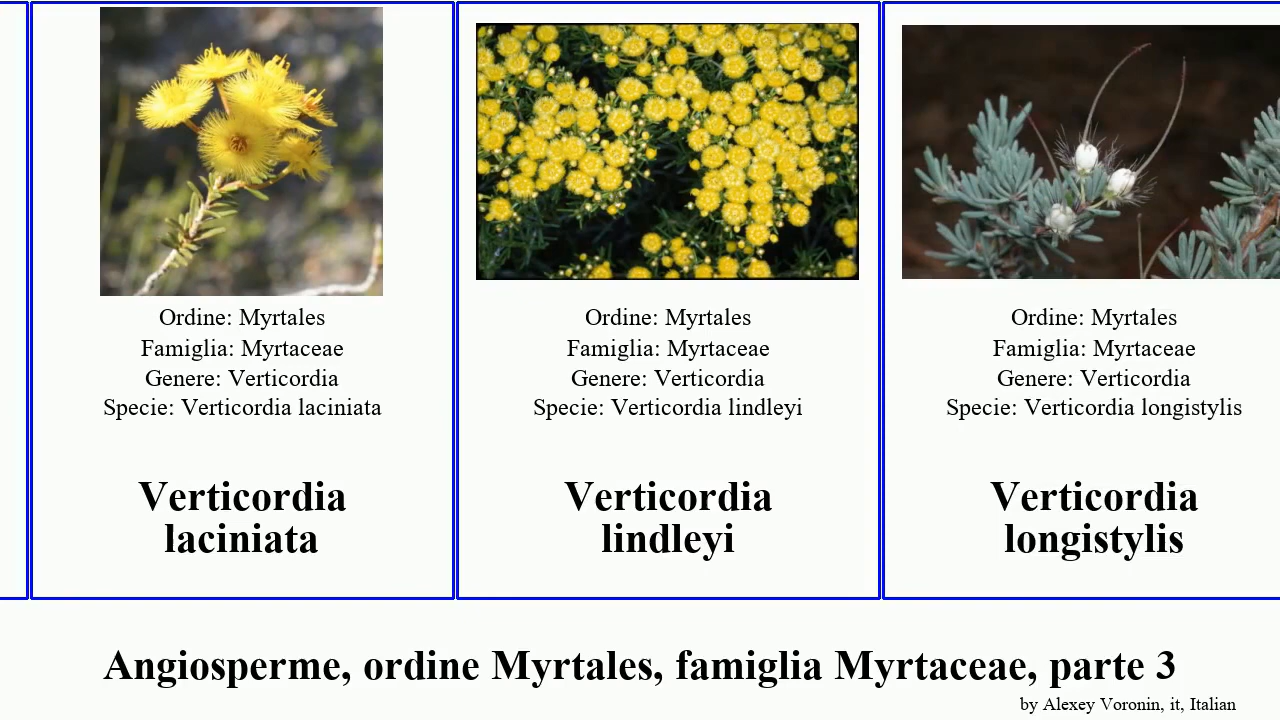 Ordine: Myrtales
Famiglia: Myrtaceae
Genere: Verticordia
Specie: Verticordia laciniata
Verticordia
laciniata
Ordine: Myrtales
Famiglia: Myrtaceae
Genere: Verticordia
Specie: Verticordia lindleyi
Verticordia
lindleyi
Ordine: Myrtales
Famiglia: Myrtaceae
Genere: Verticordia
Specie: Verticordia longistylis
Verticordia
longistylis
Angiosperme, ordine Myrtales, famiglia Myrtaceae, parte 3
by Alexey Voronin, it, Italian